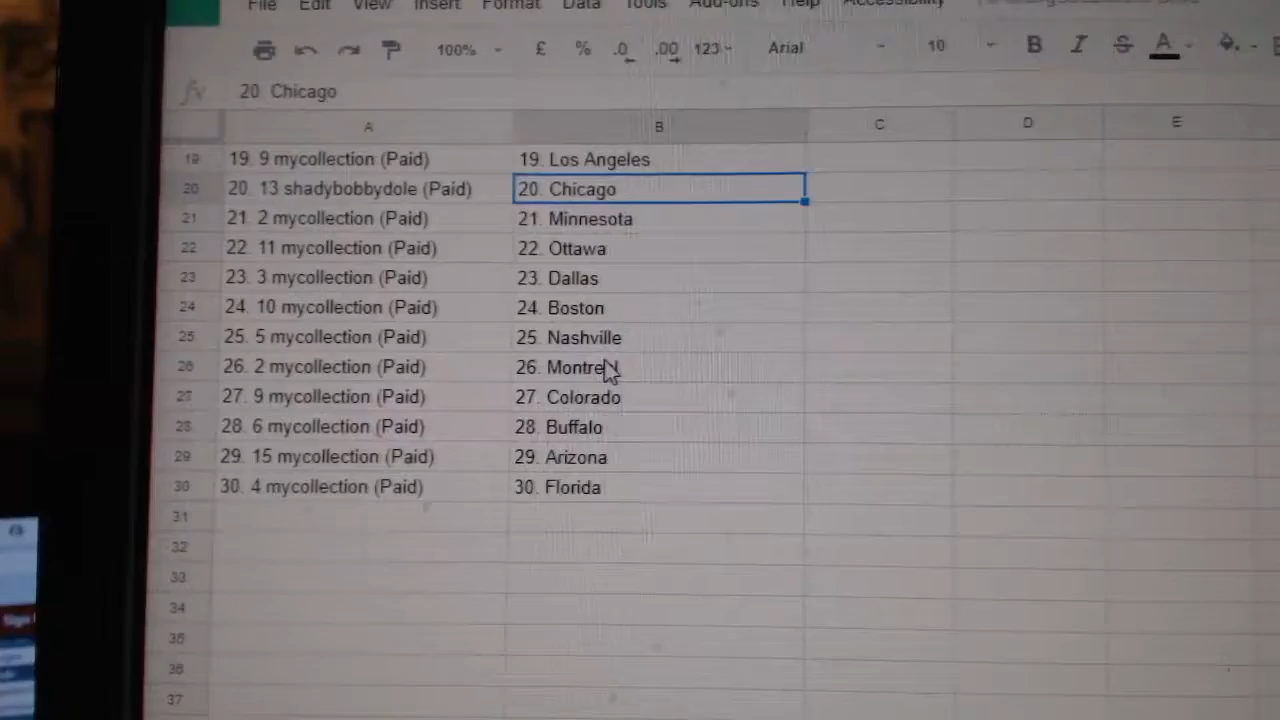 File Edit View Insert Format Data Tools Add-ons Help Accessibility
100% £ % .0 .00 123 Arial 10 B I S A
fx 20. Chicago
A B C D E
19 19. 9 mycollection (Paid) 19. Los Angeles
20 20. 13 shadybobbydole (Paid) 20. Chicago
21 21. 2 mycollection (Paid) 21. Minnesota
22 22. 11 mycollection (Paid) 22. Ottawa
23 23. 3 mycollection (Paid) 23. Dallas
24 24. 10 mycollection (Paid) 24. Boston
25 25. 5 mycollection (Paid) 25. Nashville
26 26. 2 mycollection (Paid) 26. Montre
27 27. 9 mycollection (Paid) 27. Colorado
28 28. 6 mycollection (Paid) 28. Buffalo
29 29. 15 mycollection (Paid) 29. Arizona
30 30. 4 mycollection (Paid) 30. Florida
31
32
33
34
35
36
37